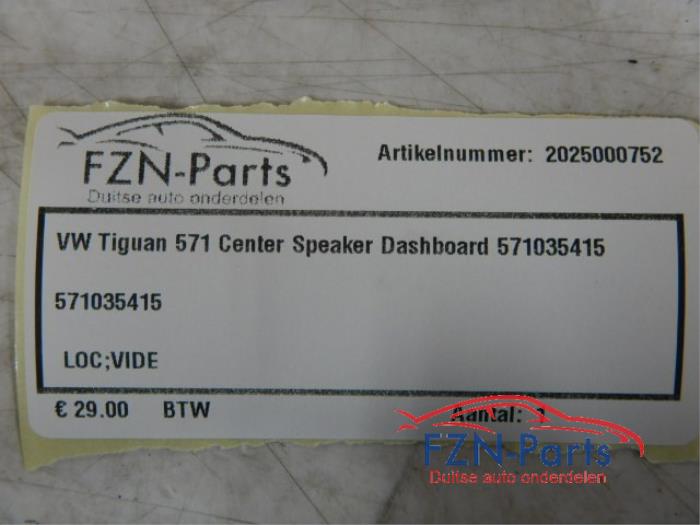 FZN-Parts
Duitse auto onderdelen
Artikelnummer: 2025000752
VW Tiguan 571 Center Speaker Dashboard 571035415
571035415
LOC;VIDE
€ 29.00 BTW
Aantal: 1
FZN-Parts
Duitse auto onderdelen